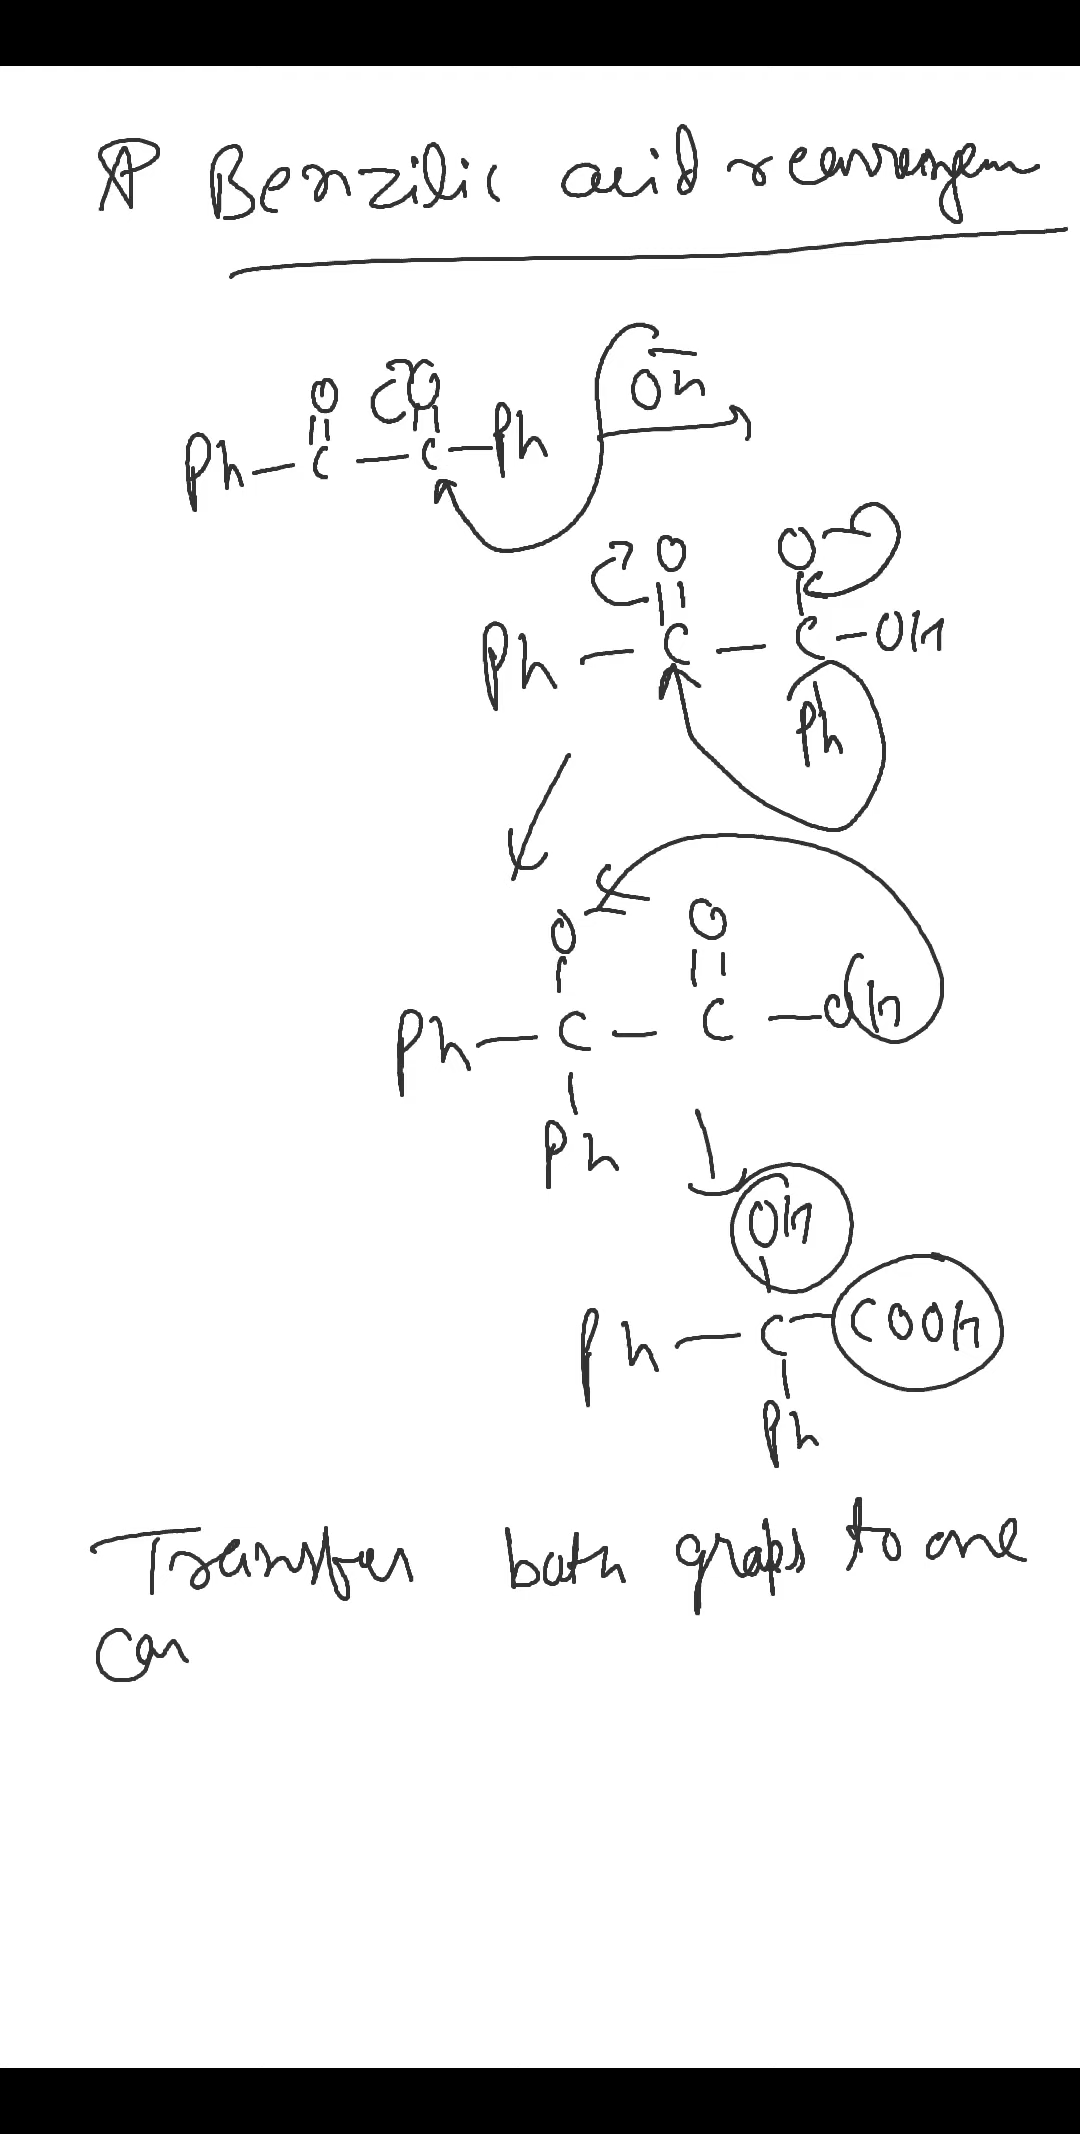 Benzilic acid rearrangem
O O OH
Ph - C - C - Ph
O O
Ph - C - C - OH
Ph
O O
Ph - C - C - OH
Ph
OH
Ph - C - COOH
Ph
Transfer both groups to one
Car